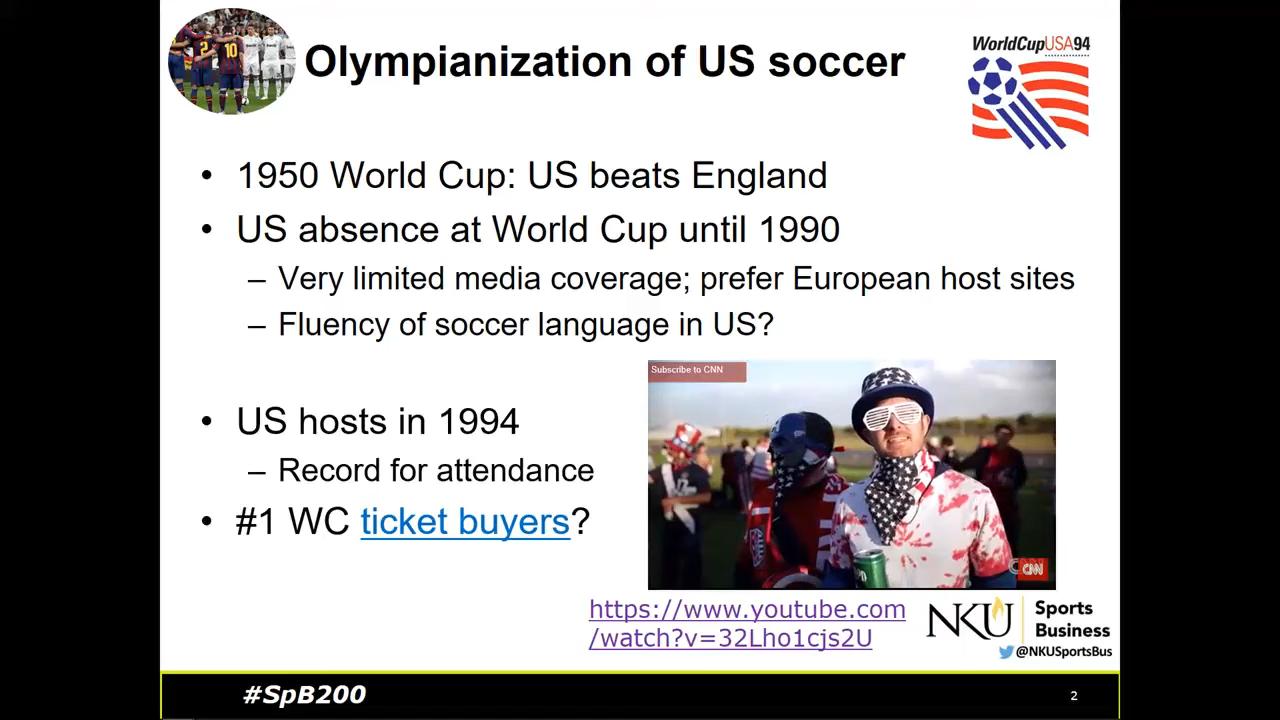 Olympianization of US soccer
WorldCupUSA94
• 1950 World Cup: US beats England
• US absence at World Cup until 1990
– Very limited media coverage; prefer European host sites
– Fluency of soccer language in US?
• US hosts in 1994
– Record for attendance
• #1 WC ticket buyers?
Subscribe to CNN
CNN
https://www.youtube.com
/watch?v=32Lho1cjs2U
NKU
Sports
Business
@NKUSportsBus
#SpB200
2
2
10